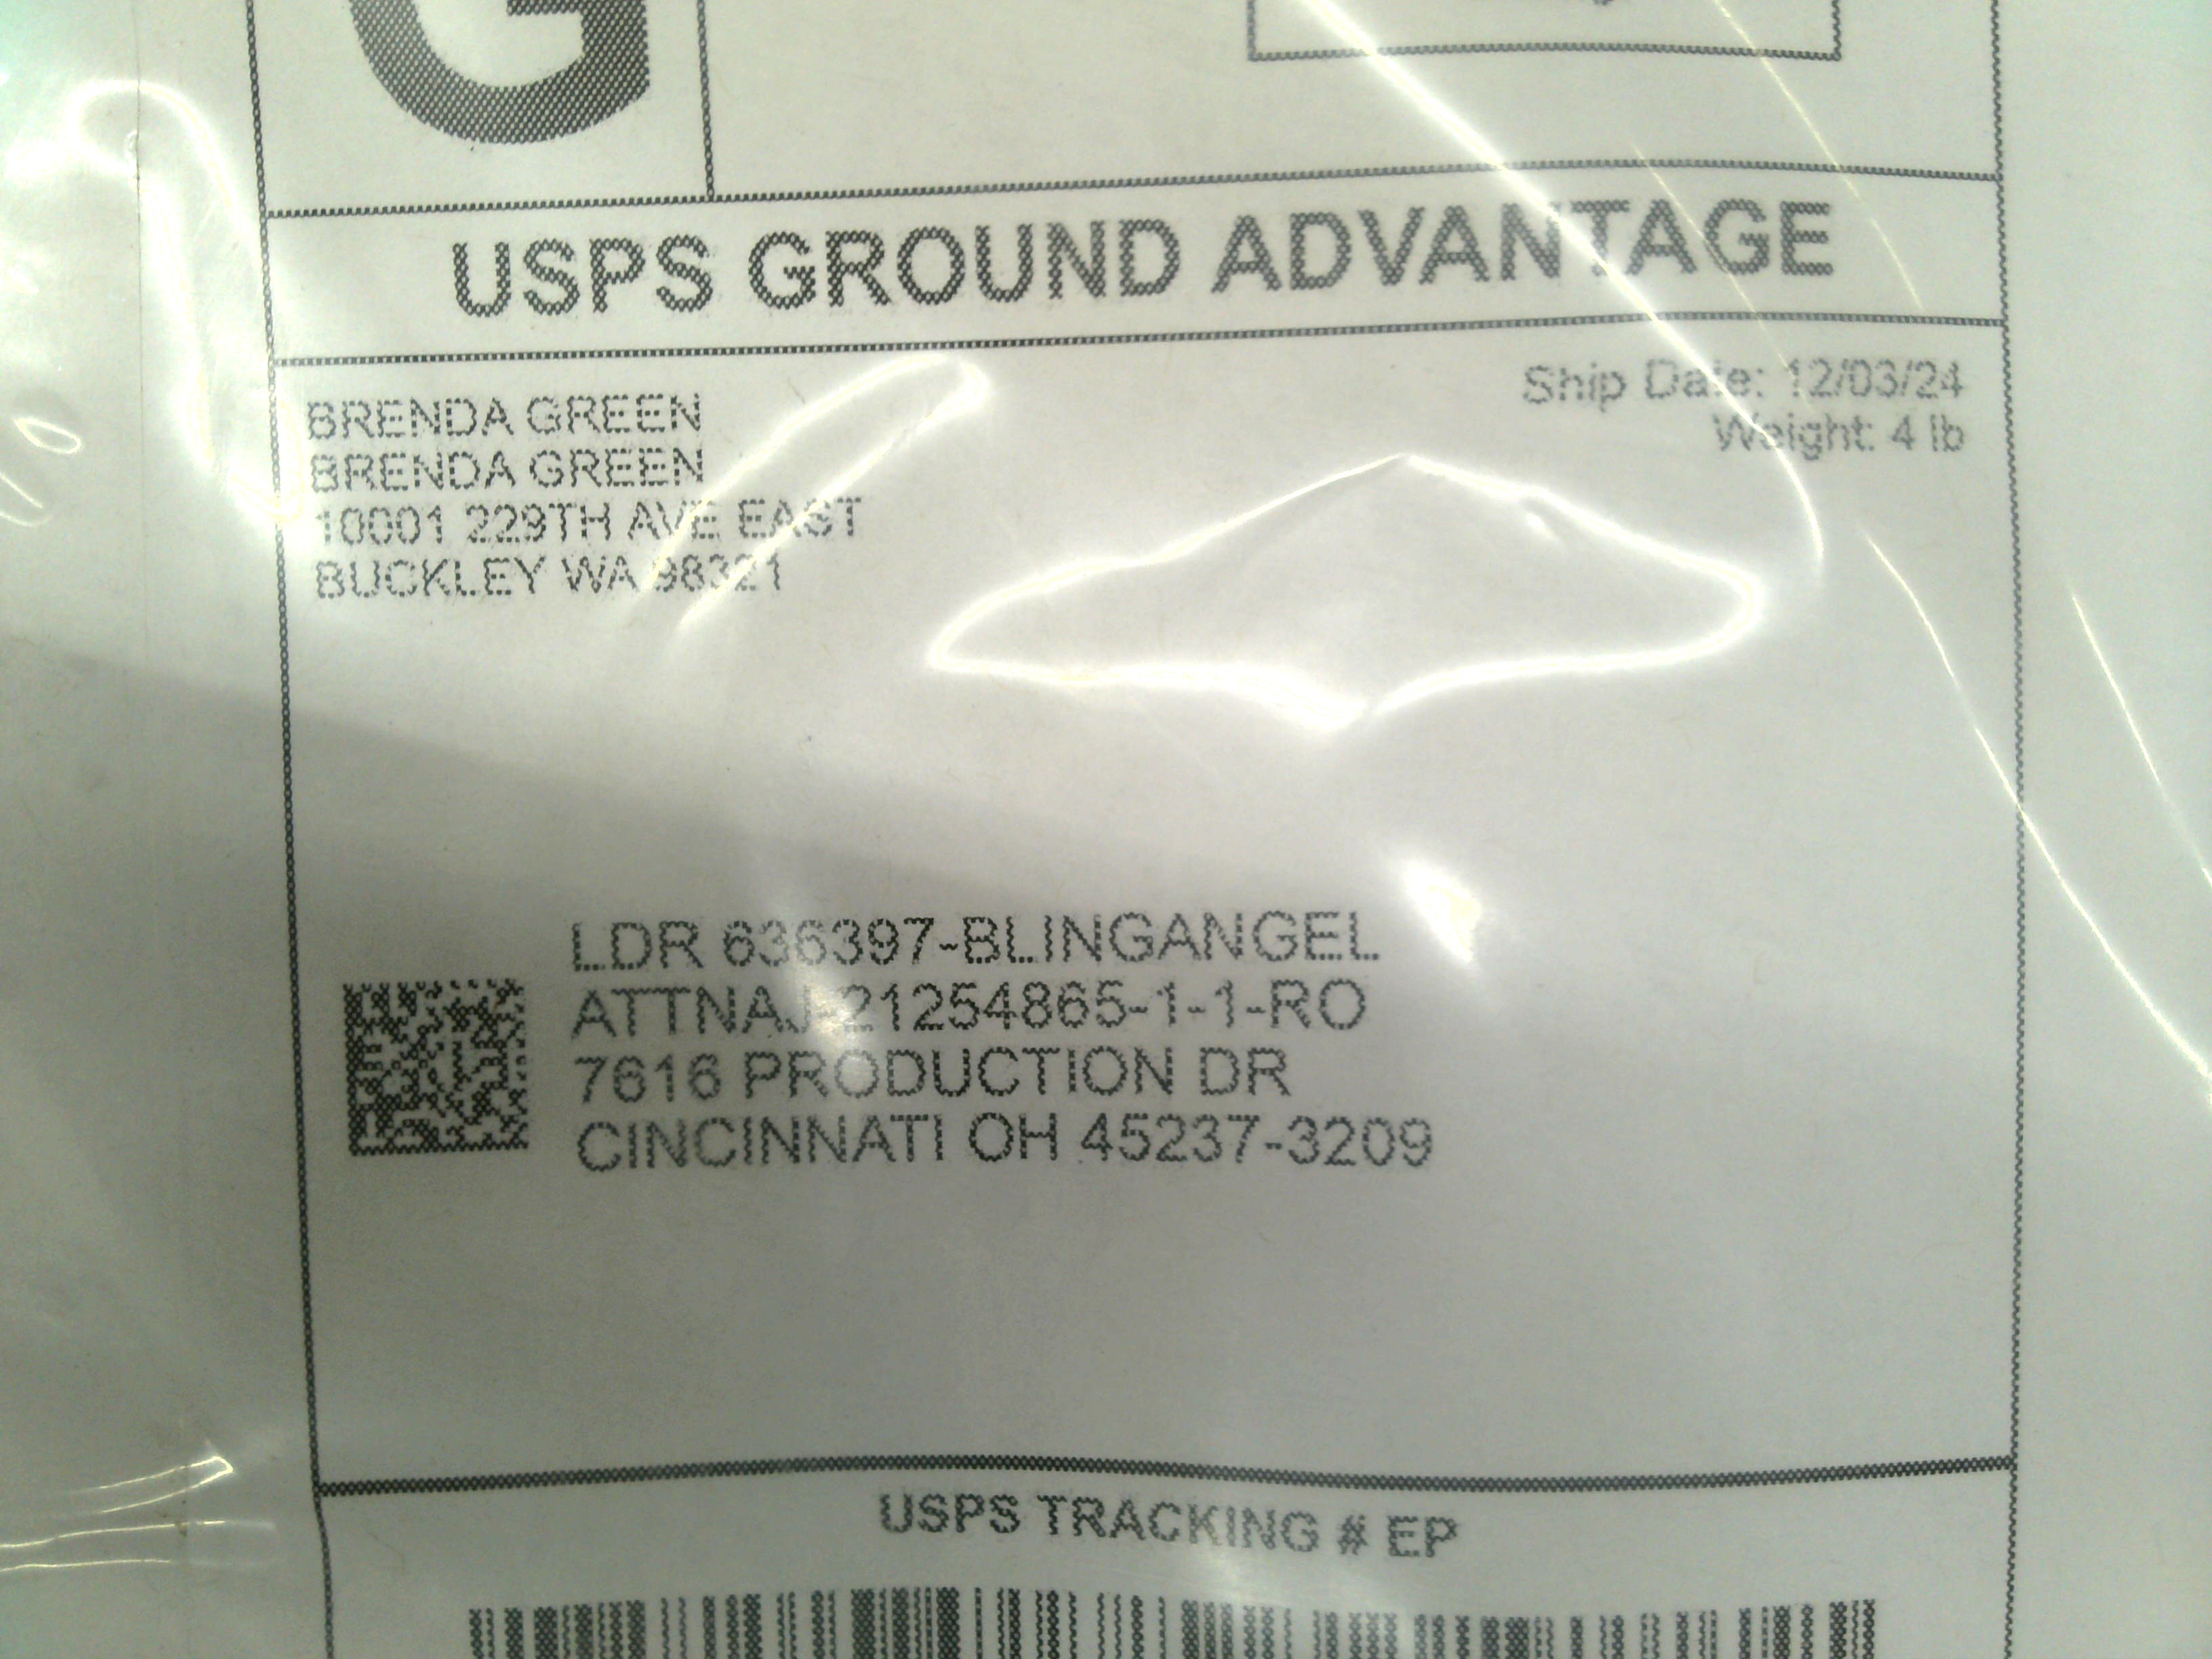 G
USPS GROUND ADVANTAGE
Ship Date: 12/03/24
Weight: 4 lb
BRENDA GREEN
BRENDA GREEN
10001 229TH AVE EAST
BUCKLEY WA 98321
LDR 636397-BLINGANGEL
ATTNAJ-21254865-1-1-RO
7616 PRODUCTION DR
CINCINNATI OH 45237-3209
USPS TRACKING # EP